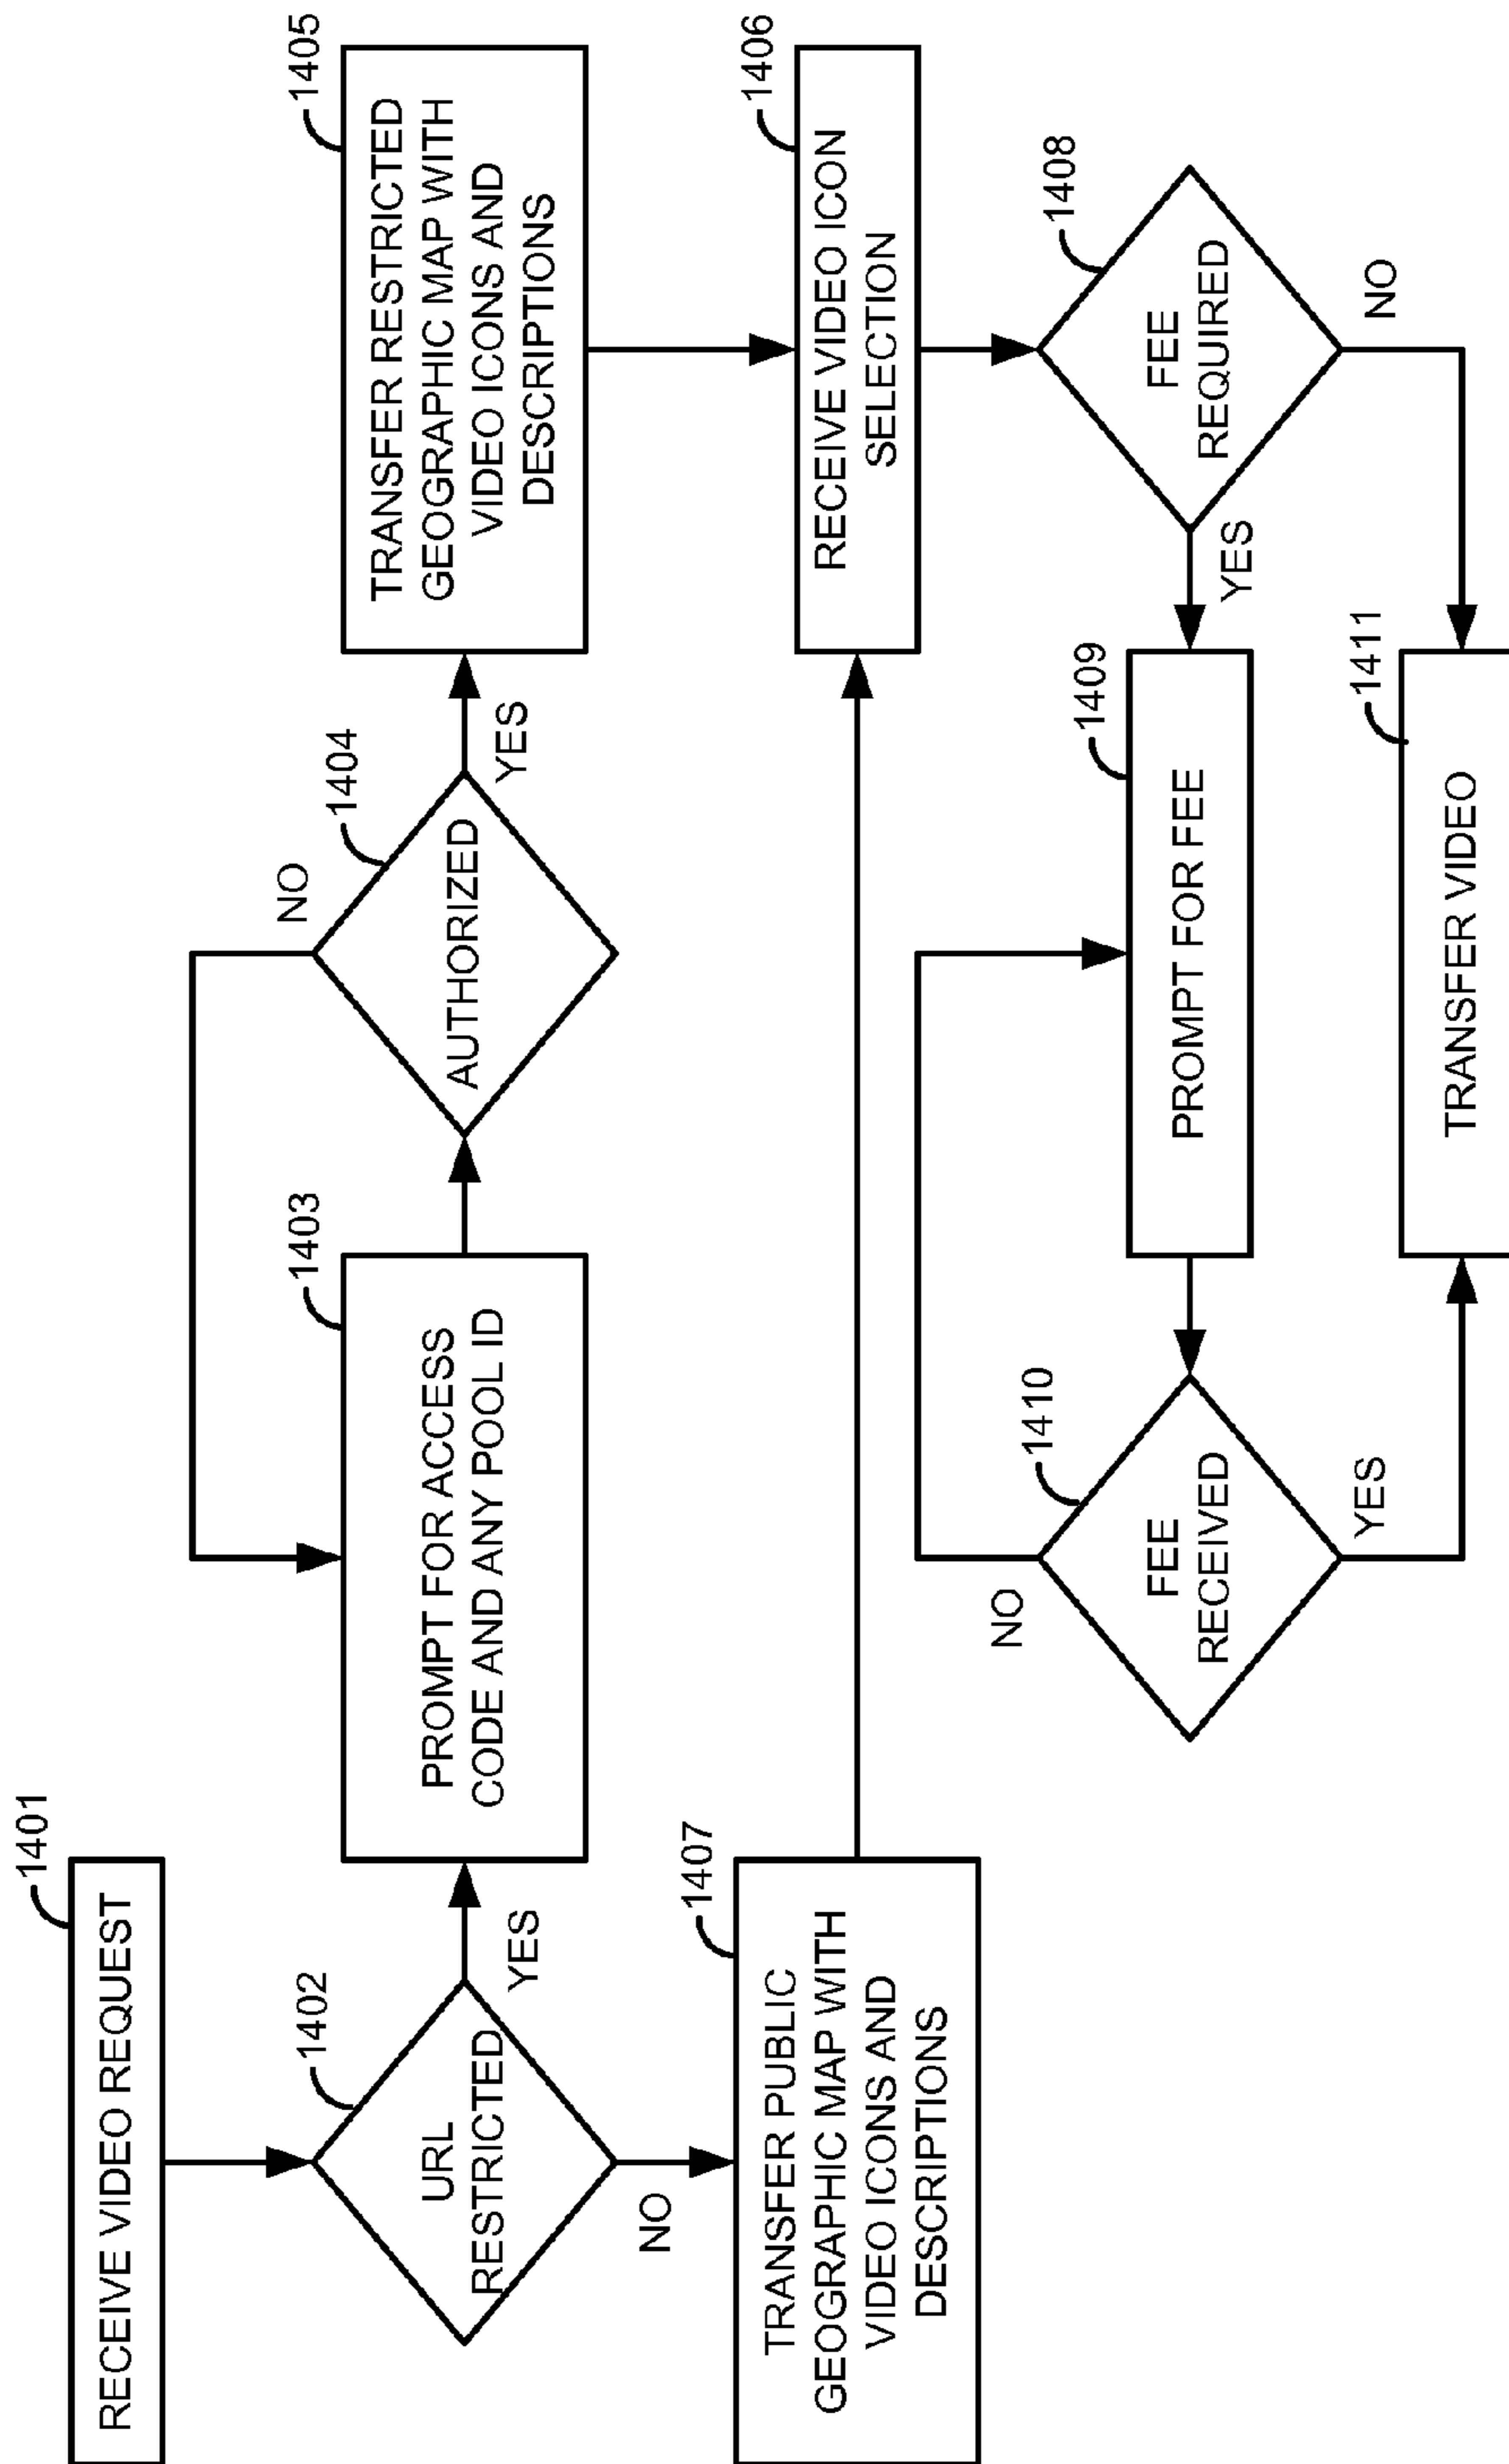 1401
RECEIVE VIDEO REQUEST
1402
URL
RESTRICTED
YES
NO
1403
PROMPT FOR ACCESS
CODE AND ANY POOL ID
1404
AUTHORIZED
NO
YES
1405
TRANSFER RESTRICTED
GEOGRAPHIC MAP WITH
VIDEO ICONS AND
DESCRIPTIONS
1407
TRANSFER PUBLIC
GEOGRAPHIC MAP WITH
VIDEO ICONS AND
DESCRIPTIONS
1406
RECEIVE VIDEO ICON
SELECTION
1408
FEE
REQUIRED
YES
NO
1409
PROMPT FOR FEE
1410
FEE
RECEIVED
NO
YES
1411
TRANSFER VIDEO